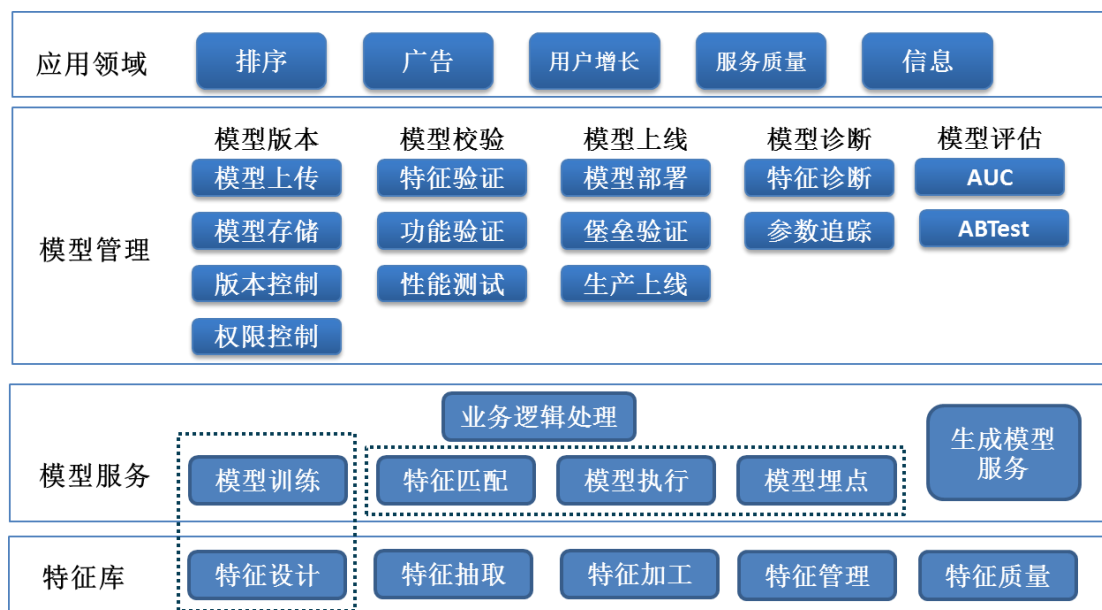 应用领域
排序
广告
用户增长
服务质量
信息
模型管理
模型版本
模型上传
模型存储
版本控制
权限控制
模型校验
特征验证
功能验证
性能测试
模型上线
模型部署
堡垒验证
生产上线
模型诊断
特征诊断
参数追踪
模型评估
AUC
ABTest
模型服务
业务逻辑处理
模型训练
特征匹配
模型执行
模型埋点
生成模型
服务
特征库
特征设计
特征抽取
特征加工
特征管理
特征质量